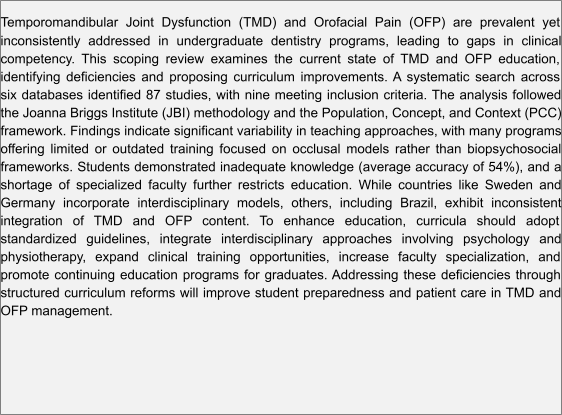 Temporomandibular Joint Dysfunction (TMD) and Orofacial Pain (OFP) are prevalent yet
inconsistently addressed in undergraduate dentistry programs, leading to gaps in clinical
competency. This scoping review examines the current state of TMD and OFP education,
identifying deficiencies and proposing curriculum improvements. A systematic search across
six databases identified 87 studies, with nine meeting inclusion criteria. The analysis followed
the Joanna Briggs Institute (JBI) methodology and the Population, Concept, and Context (PCC)
framework. Findings indicate significant variability in teaching approaches, with many programs
offering limited or outdated training focused on occlusal models rather than biopsychosocial
frameworks. Students demonstrated inadequate knowledge (average accuracy of 54%), and a
shortage of specialized faculty further restricts education. While countries like Sweden and
Germany incorporate interdisciplinary models, others, including Brazil, exhibit inconsistent
integration of TMD and OFP content. To enhance education, curricula should adopt
standardized guidelines, integrate interdisciplinary approaches involving psychology and
physiotherapy, expand clinical training opportunities, increase faculty specialization, and
promote continuing education programs for graduates. Addressing these deficiencies through
structured curriculum reforms will improve student preparedness and patient care in TMD and
OFP management.